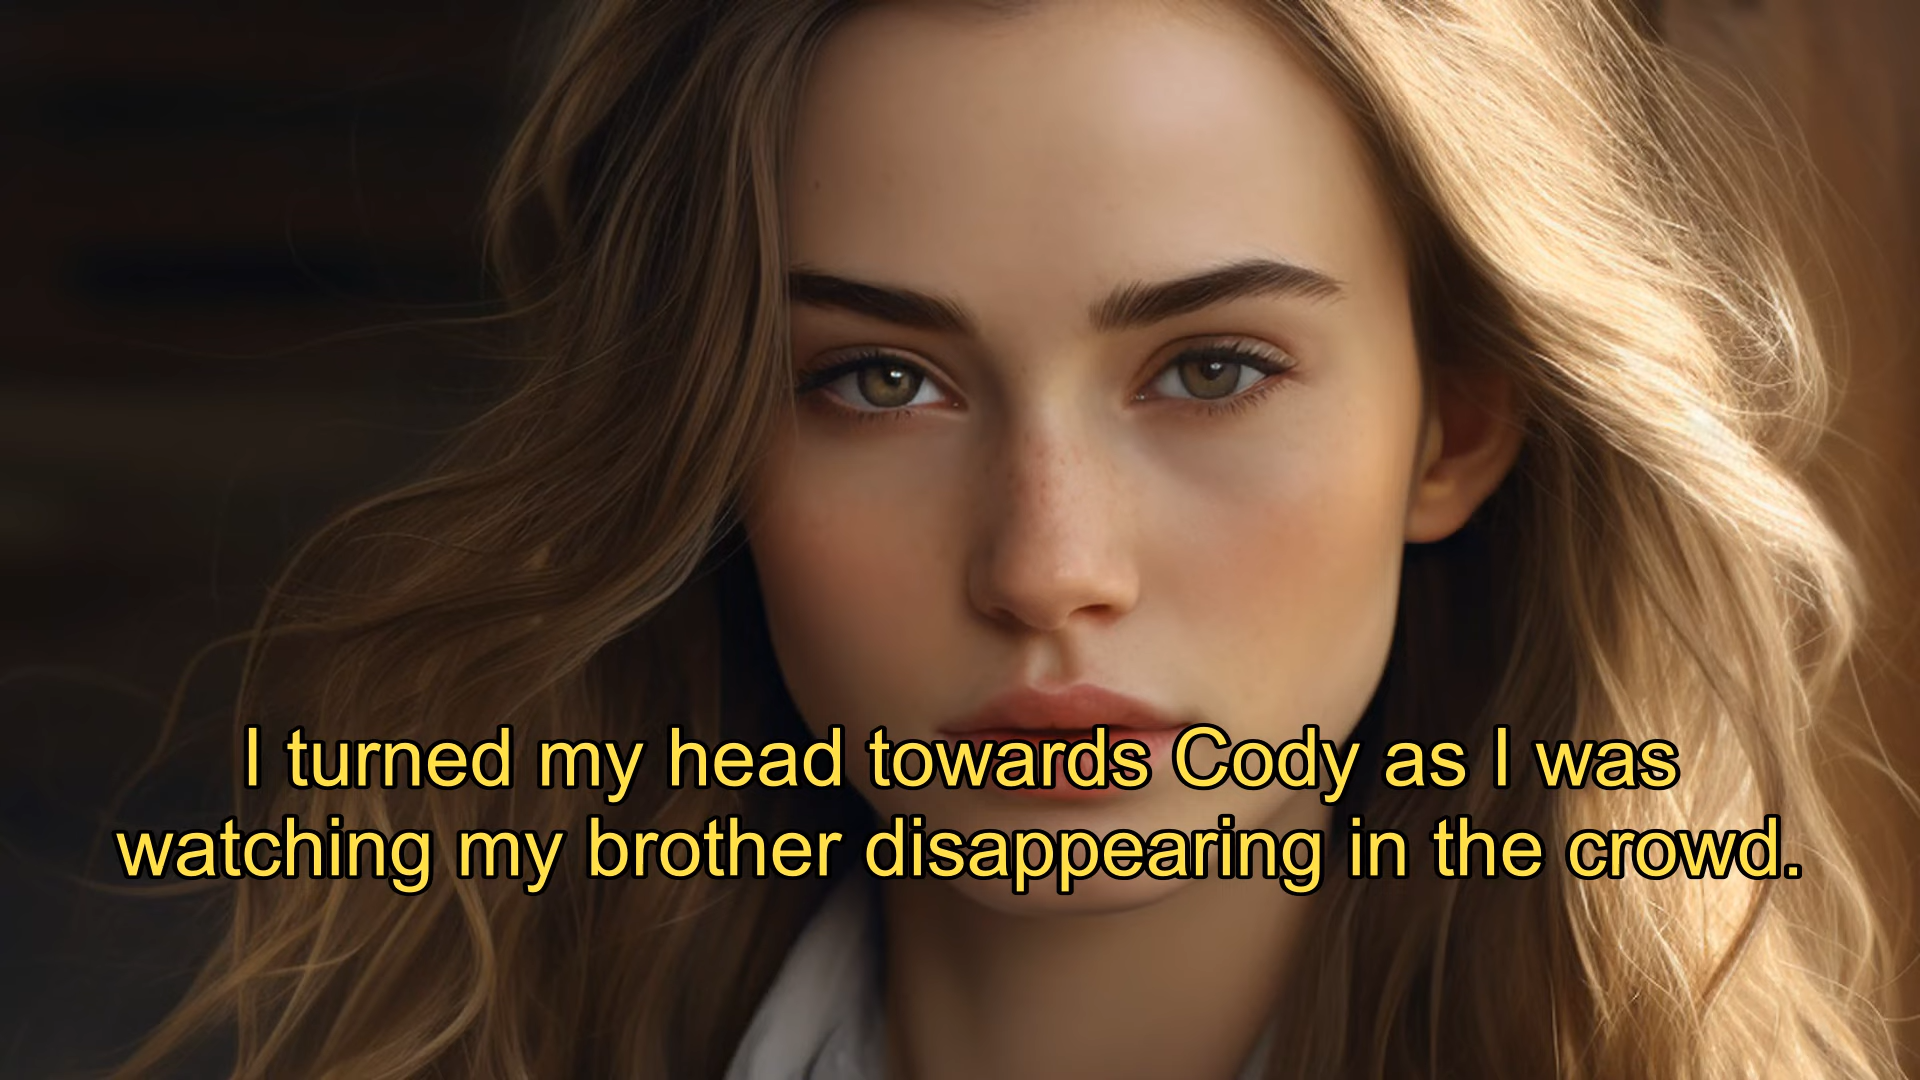 I turned my head towards Cody as I was
watching my brother disappearing in the crowd.